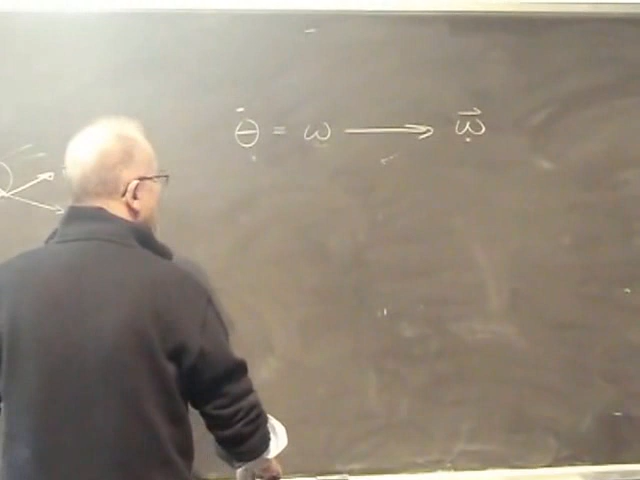 θ̇ = ω ⟶ ω⃗